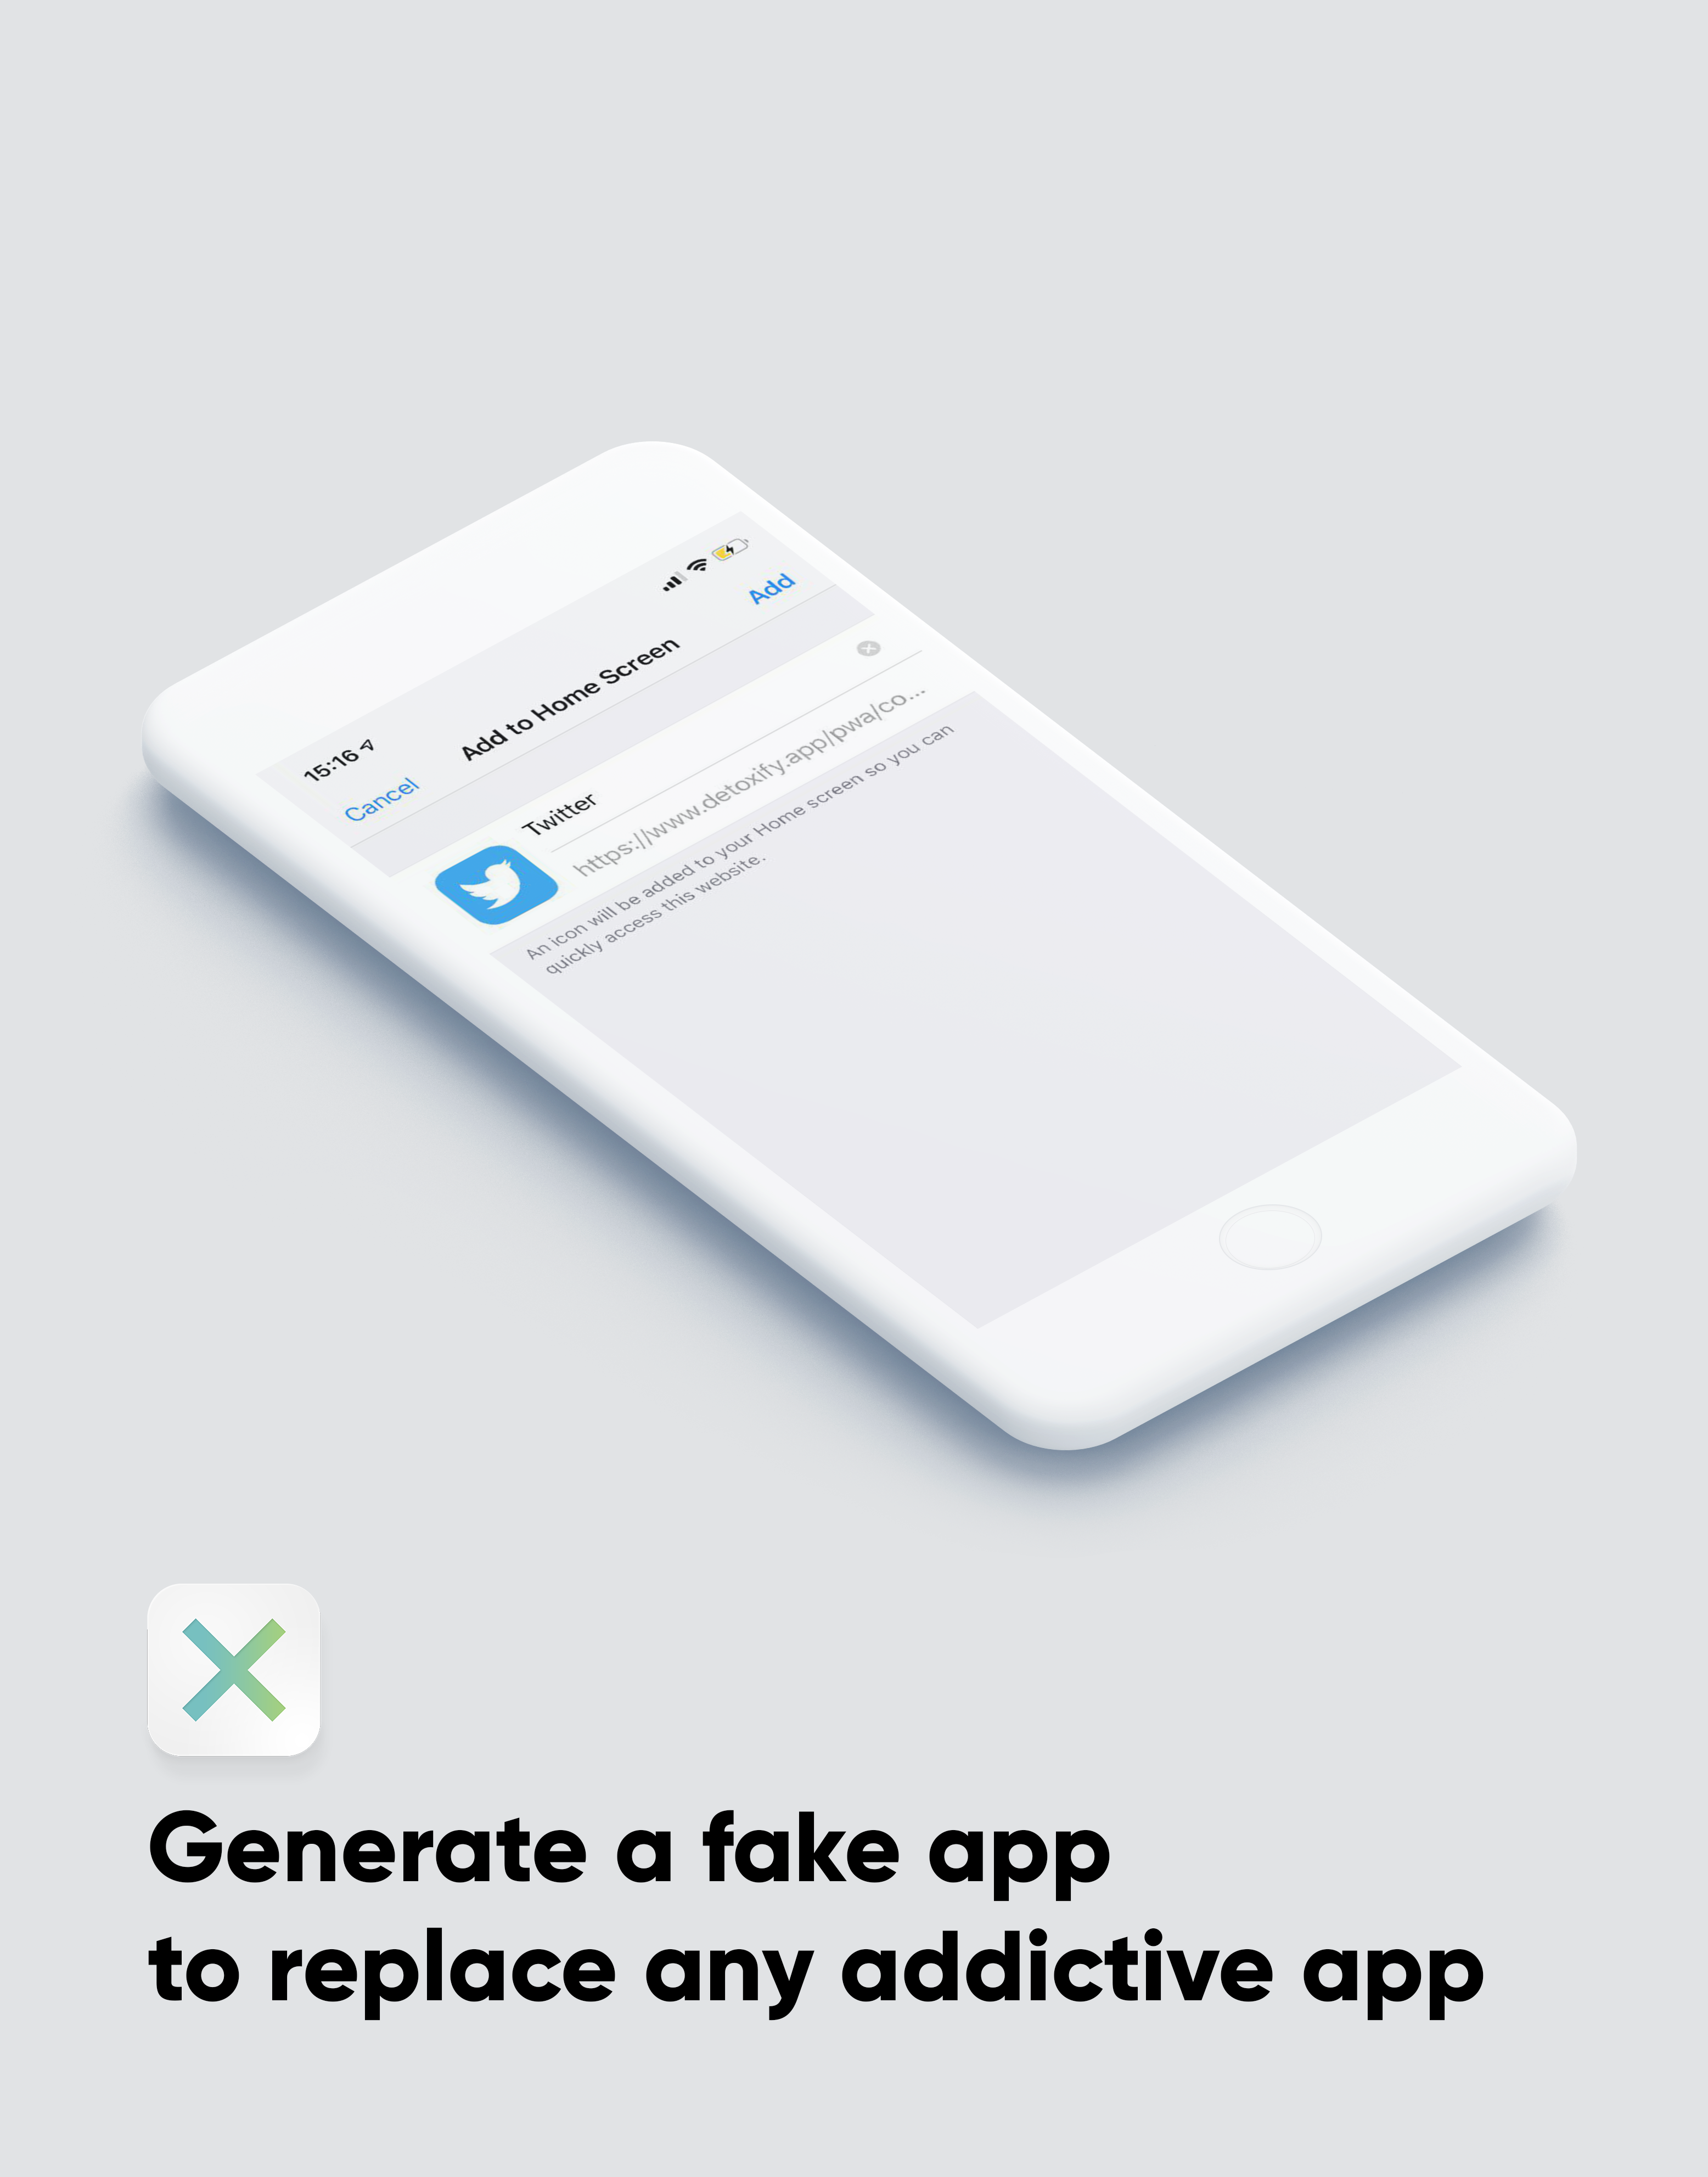 15:16
Cancel
Add to Home Screen
Add
Twitter
https://www.detoxify.app/pwa/co...
An icon will be added to your Home screen so you can
quickly access this website.
Generate a fake app
to replace any addictive app